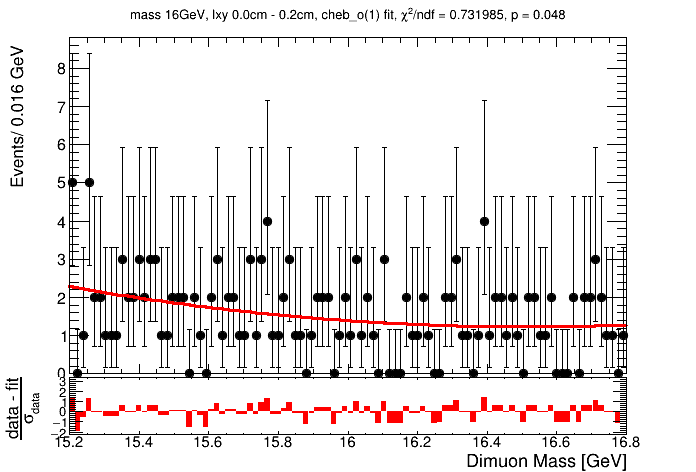 mass 16GeV, lxy 0.0cm - 0.2cm, cheb_o(1) fit, χ²/ndf = 0.731985, p = 0.048
Events/ 0.016 GeV
8
7
6
5
4
3
2
1
0
data - fit
σdata
3
2
1
0
−1
−2
15.2 15.4 15.6 15.8 16 16.2 16.4 16.6 16.8
Dimuon Mass [GeV]